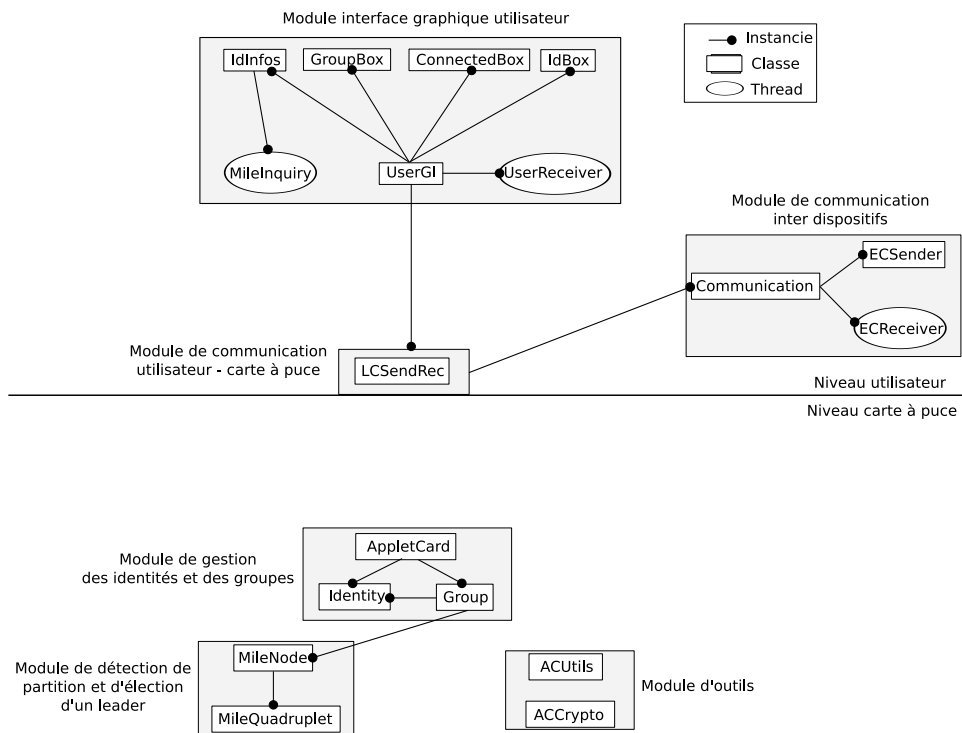 Module interface graphique utilisateur
IdInfos
GroupBox
ConnectedBox
IdBox
MileInquiry
UserGI
UserReceiver
Instancie
Classe
Thread
Module de communication
inter dispositifs
ECSender
Communication
ECReceiver
Module de communication
utilisateur - carte à puce
LCSendRec
Niveau utilisateur
Niveau carte à puce
Module de gestion
des identités et des groupes
AppletCard
Identity
Group
Module de détection de
partition et d'élection
d'un leader
MileNode
MileQuadruplet
ACUtils
ACCrypto
Module d'outils